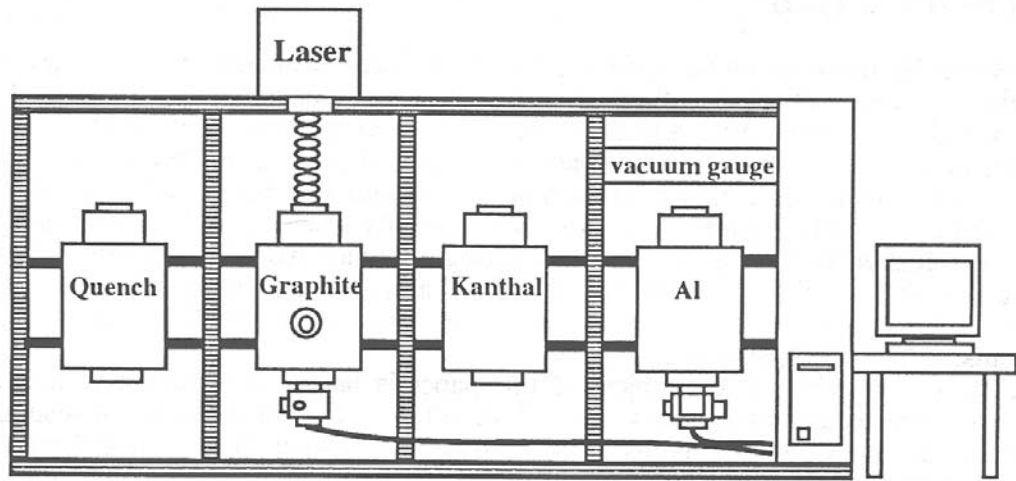 Laser
vacuum gauge
Quench
Graphite
Kanthal
Al